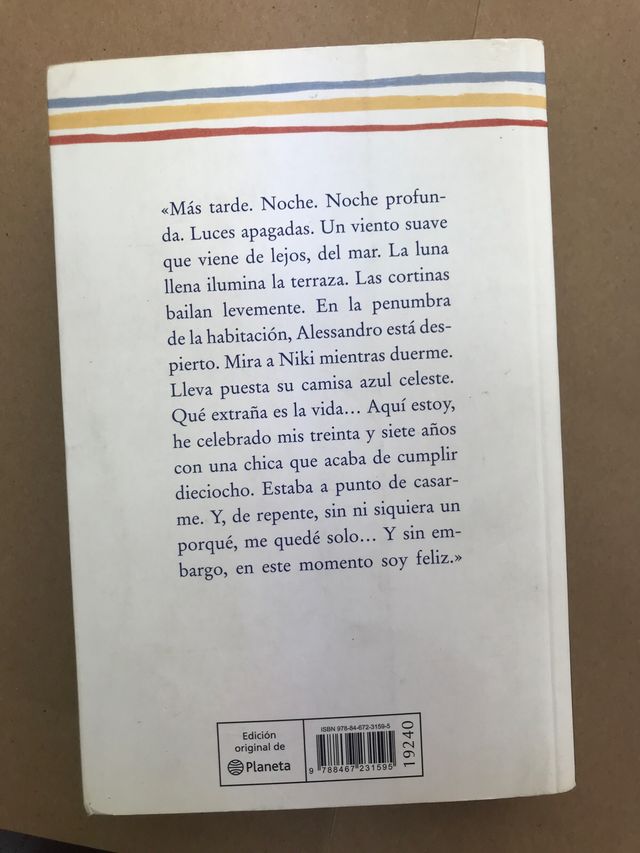 «Más tarde. Noche. Noche profun-
da. Luces apagadas. Un viento suave
que viene de lejos, del mar. La luna
llena ilumina la terraza. Las cortinas
bailan levemente. En la penumbra
de la habitación, Alessandro está des-
pierto. Mira a Niki mientras duerme.
Lleva puesta su camisa azul celeste.
Qué extraña es la vida... Aquí estoy,
he celebrado mis treinta y siete años
con una chica que acaba de cumplir
dieciocho. Estaba a punto de casar-
me. Y, de repente, sin ni siquiera un
porqué, me quedé solo... Y sin em-
bargo, en este momento soy feliz.»
Edición
original de
Planeta
ISBN 978-84-672-3159-5
9 788467 231595
19240